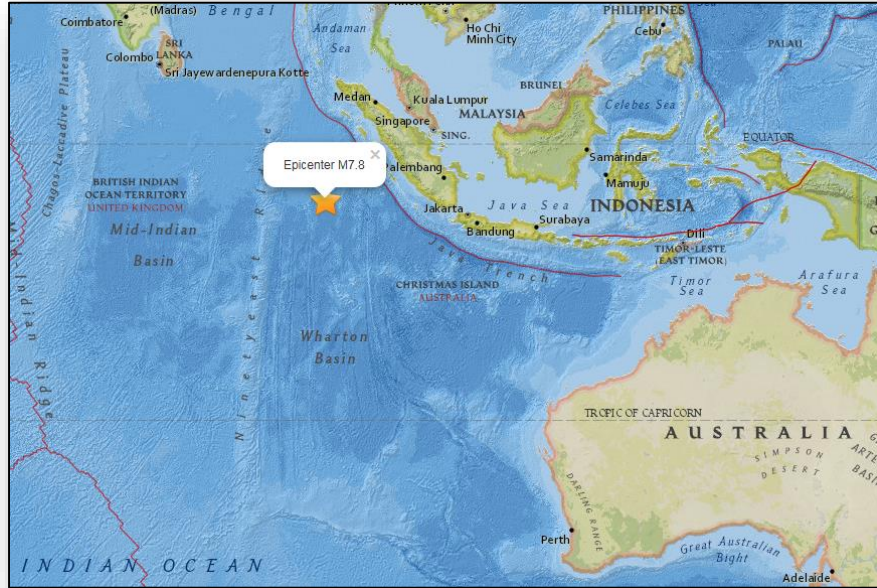 (Madras)
Bengal
Coimbatore
Andaman
Sea
Ho Chi
Minh City
PHILIPPINES
Cebu
PALAU
SRI
LANKA
Colombo
Sri Jayewardenepura Kotte
Chagos-Laccadive Plateau
Medan
Kuala Lumpur
MALAYSIA
BRUNEI
Celebes Sea
Singapore
SING.
EQUATOR
Epicenter M7.8
×
Palembang
Samarinda
Mamuju
BRITISH INDIAN
OCEAN TERRITORY
UNITED KINGDOM
Mid-Indian
Basin
Ninetyeast Ridge
Java Sea
INDONESIA
Jakarta
Bandung
Surabaya
Dili
TIMOR-LESTE
(EAST TIMOR)
Java Trench
Timor
Sea
Arafura
Sea
CHRISTMAS ISLAND
AUSTRALIA
Mid-Indian Ridge
Wharton
Basin
TROPIC OF CAPRICORN
AUSTRALIA
SIMPSON
DESERT
DARLING RANGE
Perth
Great Australian
Bight
Adelaide
INDIAN OCEAN